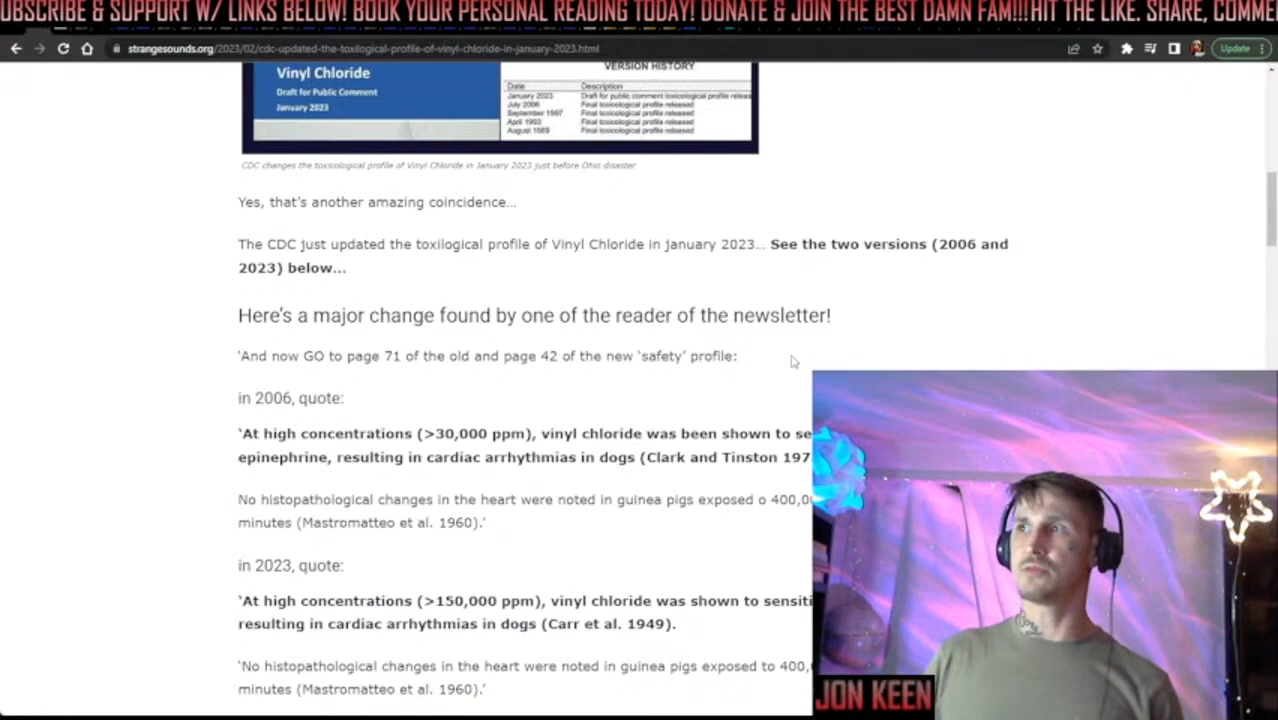 UBSCRIBE & SUPPORT W/ LINKS BELOW! BOOK YOUR PERSONAL READING TODAY! DONATE & JOIN THE BEST DAMN FAM!!!HIT THE LIKE. SHARE, COMME
strangesounds.org/2023/02/cdc-updated-the-toxilogical-profile-of-vinyl-chloride-in-january-2023.html
Update
Vinyl Chloride
Draft for Public Comment
January 2023
VERSION HISTORY
Date Description
January 2023 Draft for public comment toxicological profile releas
July 2006 Final toxicological profile released
September 1997 Final toxicological profile released
April 1993 Final toxicological profile released
August 1989 Final toxicological profile released
CDC changes the toxicological profile of Vinyl Chloride in January 2023 just before Ohio disaster
Yes, that's another amazing coincidence...
The CDC just updated the toxilogical profile of Vinyl Chloride in january 2023... See the two versions (2006 and
2023) below...
Here's a major change found by one of the reader of the newsletter!
'And now GO to page 71 of the old and page 42 of the new 'safety' profile:
in 2006, quote:
'At high concentrations (>30,000 ppm), vinyl chloride was been shown to se
epinephrine, resulting in cardiac arrhythmias in dogs (Clark and Tinston 197
No histopathological changes in the heart were noted in guinea pigs exposed o 400,0
minutes (Mastromatteo et al. 1960).'
in 2023, quote:
'At high concentrations (>150,000 ppm), vinyl chloride was shown to sensiti
resulting in cardiac arrhythmias in dogs (Carr et al. 1949).
'No histopathological changes in the heart were noted in guinea pigs exposed to 400,
minutes (Mastromatteo et al. 1960).'
JON KEEN